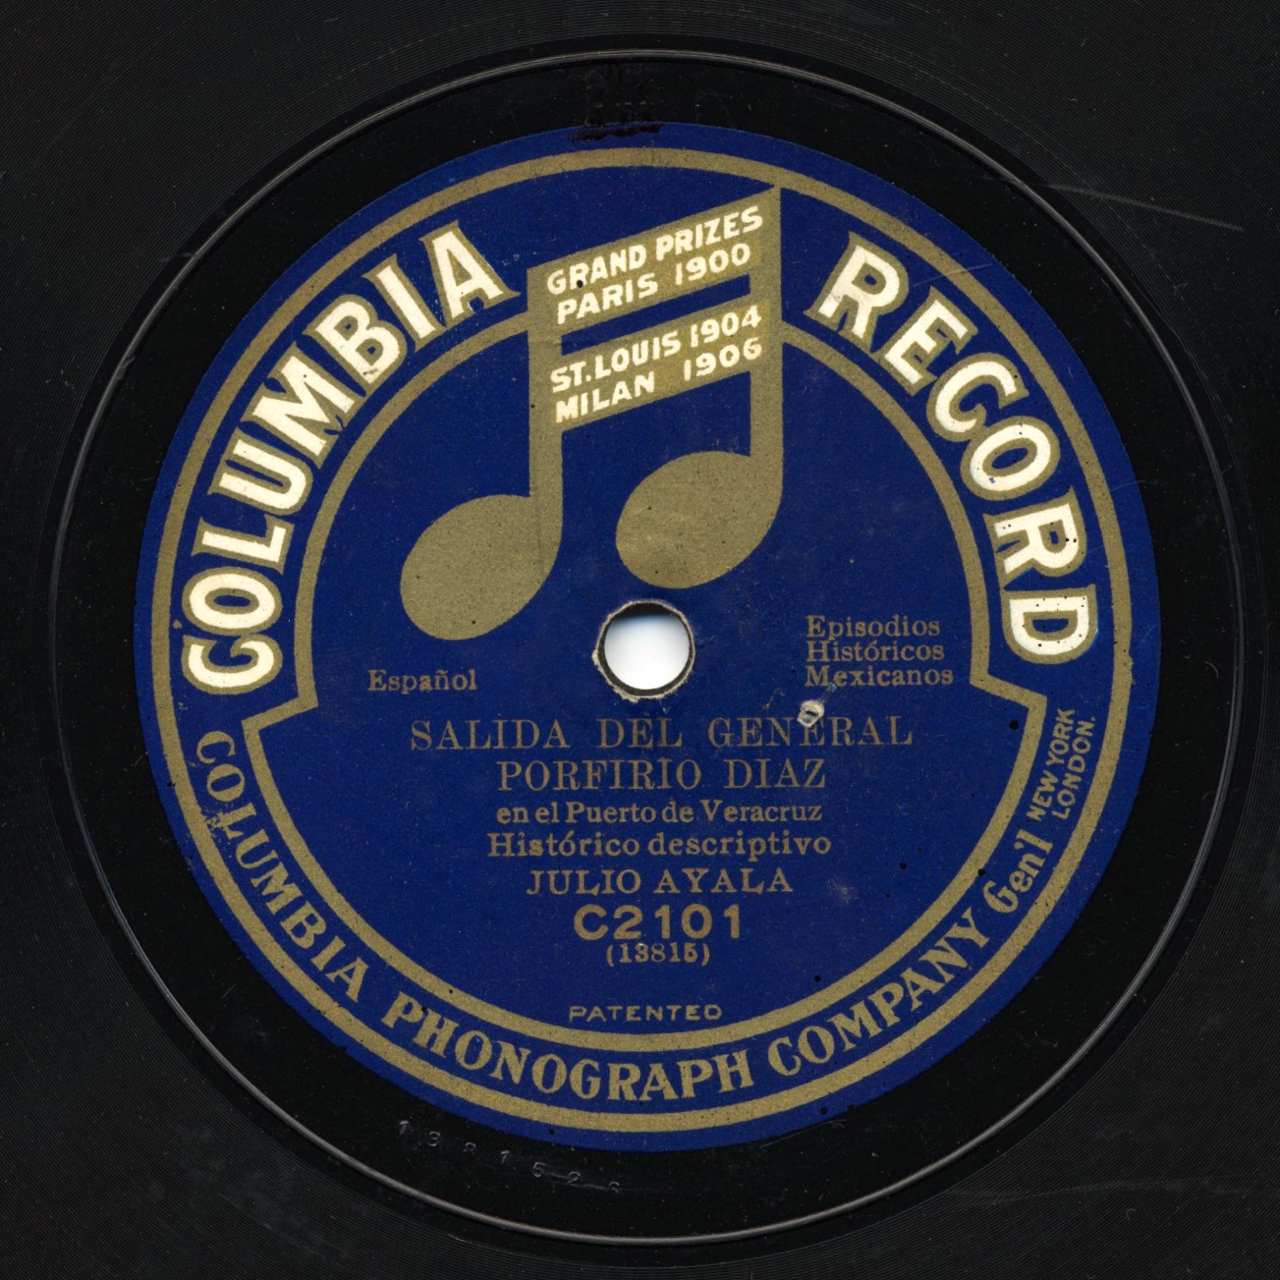 COLUMBIA RECORD
GRAND PRIZES
PARIS 1900
ST. LOUIS 1904
MILAN 1906
Español
Episodios
Históricos
Mexicanos
SALIDA DEL GENERAL
PORFIRIO DIAZ
en el Puerto de Veracruz
Histórico descriptivo
JULIO AYALA
C2101
(13815)
PATENTED
COLUMBIA PHONOGRAPH COMPANY Gen'l
NEW YORK
LONDON.